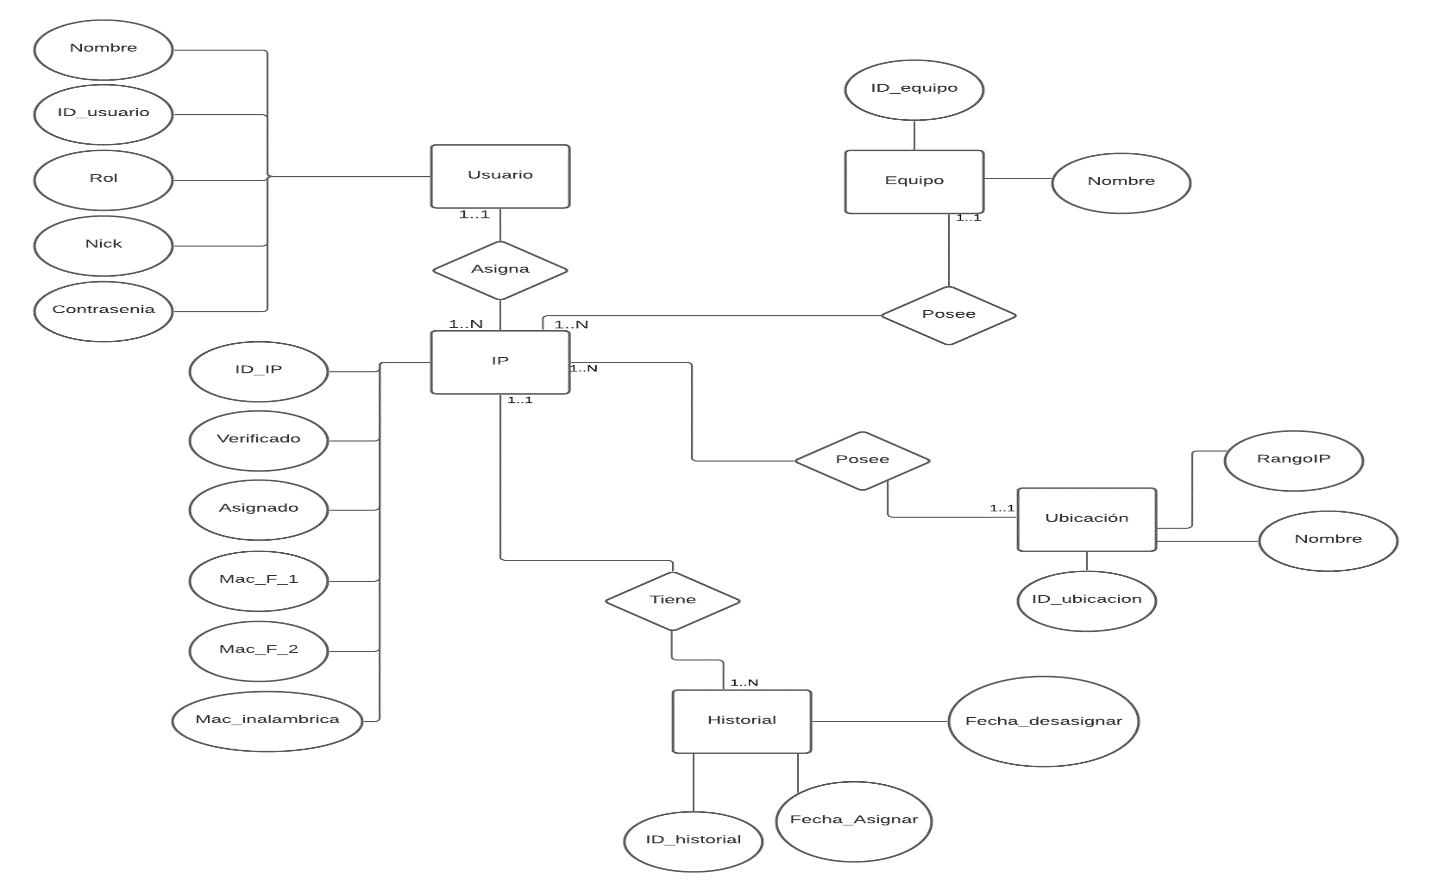 Nombre
ID_usuario
Rol
Nick
Contrasenia
Usuario
1..1
Asigna
1..N
1..N
IP
1..N
1..1
ID_equipo
Equipo
Nombre
1..1
Posee
ID_IP
Verificado
Asignado
Mac_F_1
Mac_F_2
Mac_inalambrica
Posee
1..1
Ubicación
RangoIP
Nombre
ID_ubicacion
Tiene
1..N
Historial
Fecha_desasignar
Fecha_Asignar
ID_historial